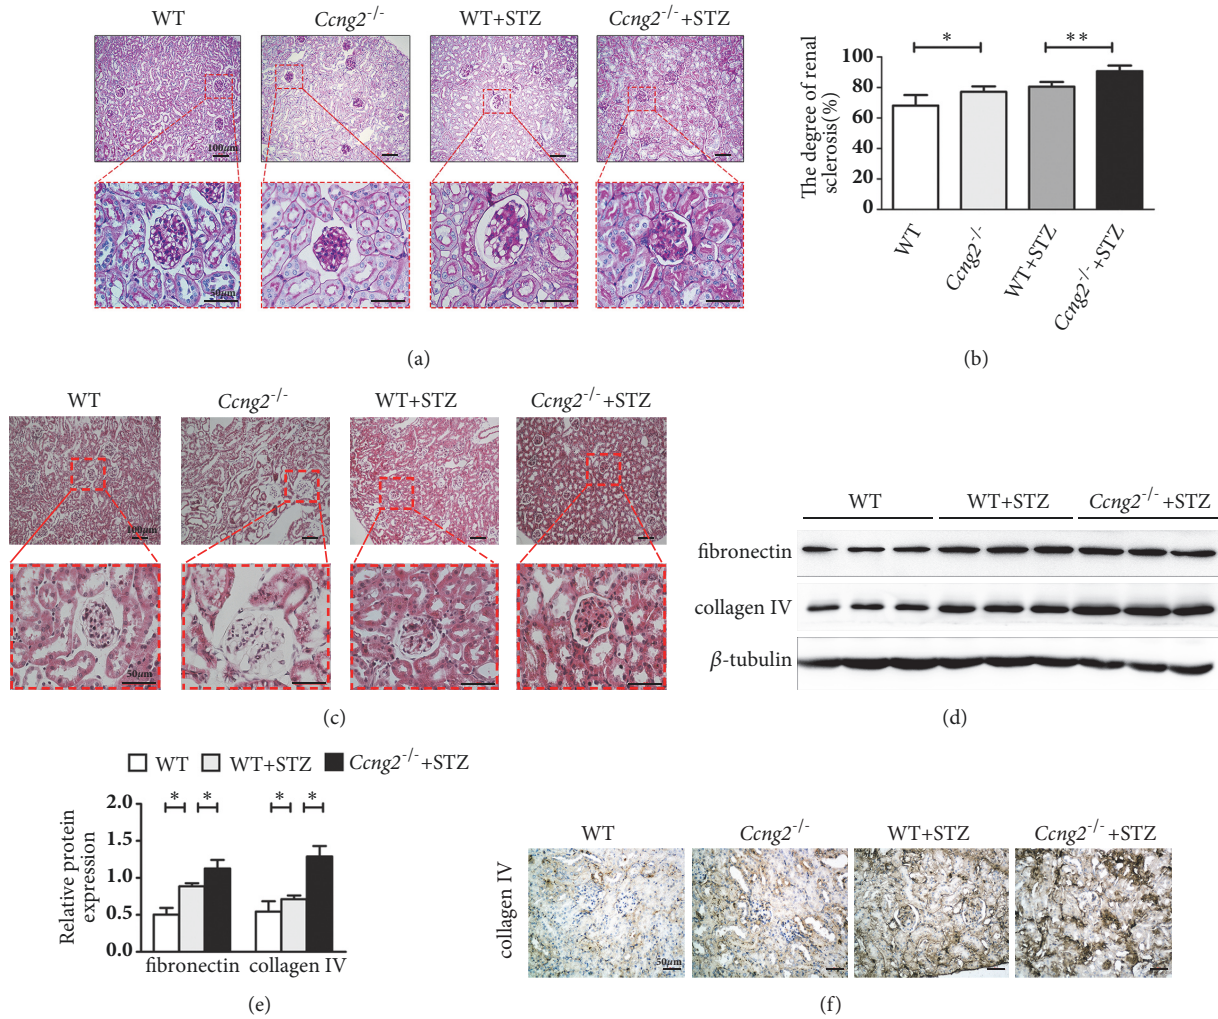 WT Ccng2-/- WT+STZ Ccng2-/-+STZ
100μm
50μm
(a)
The degree of renal
sclerosis(%)
100
80
60
40
20
0
* **
WT Ccng2-/- WT+STZ Ccng2-/-+STZ
(b)
WT Ccng2-/- WT+STZ Ccng2-/-+STZ
100μm
50μm
(c)
WT WT+STZ Ccng2-/-+STZ
fibronectin
collagen IV
β-tubulin
(d)
WT WT+STZ Ccng2-/-+STZ
Relative protein
expression
2.0
1.5
1.0
0.5
0.0
* * * *
fibronectin collagen IV
(e)
WT Ccng2-/- WT+STZ Ccng2-/-+STZ
collagen IV
50μm
(f)